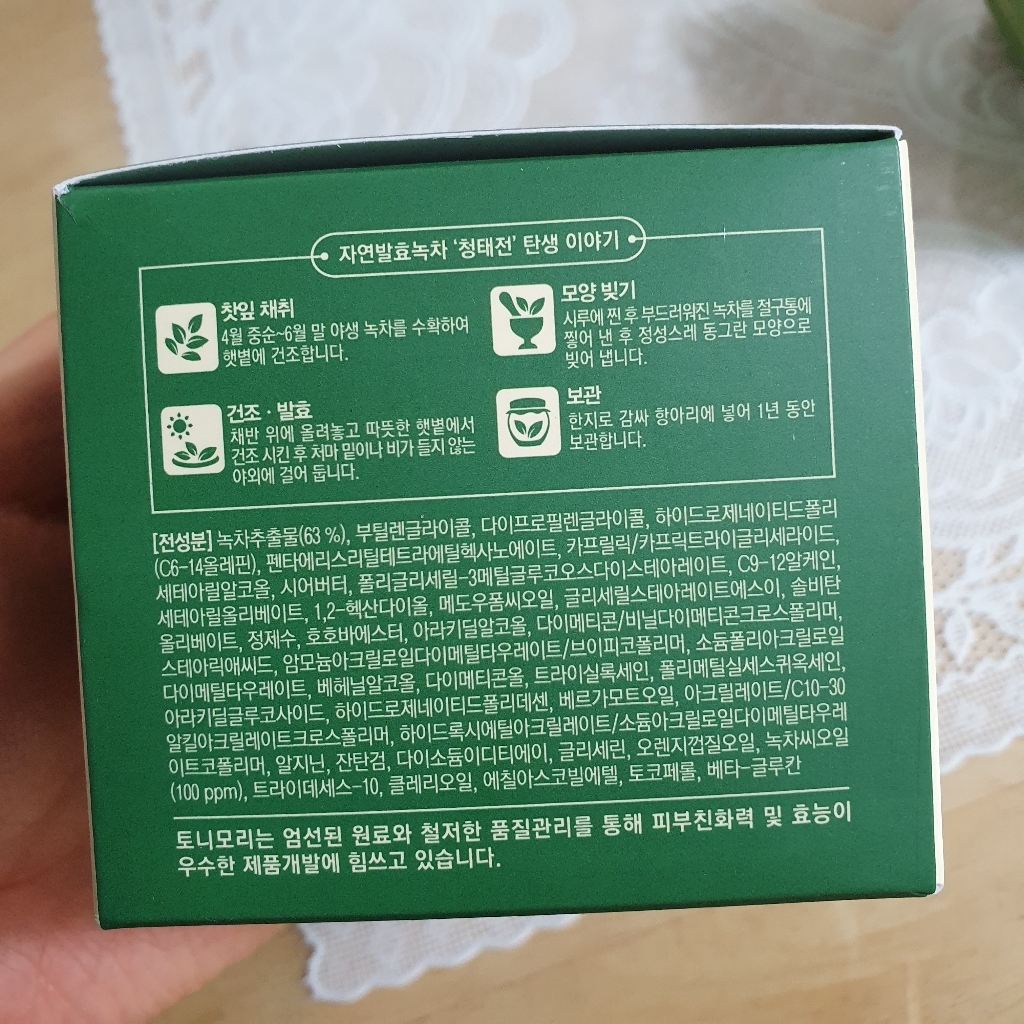 자연발효녹차 '청태전' 탄생 이야기
찻잎 채취
4월 중순~6월 말 야생 녹차를 수확하여
햇볕에 건조합니다.
모양 빚기
시루에 찐 후 부드러워진 녹차를 절구통에
찧어 낸 후 정성스레 동그란 모양으로
빚어 냅니다.
건조 · 발효
채반 위에 올려놓고 따뜻한 햇볕에서
건조 시킨 후 처마 밑이나 비가 들지 않는
야외에 걸어 둡니다.
보관
한지로 감싸 항아리에 넣어 1년 동안
보관합니다.
[전성분] 녹차추출물(63 %), 부틸렌글라이콜, 다이프로필렌글라이콜, 하이드로제네이티드폴리
(C6-14올레핀), 펜타에리스리틸테트라에틸헥사노에이트, 카프릴릭/카프릭트라이글리세라이드,
세테아릴알코올, 시어버터, 폴리글리세릴-3메틸글루코오스다이스테아레이트, C9-12알케인,
세테아릴올리베이트, 1,2-헥산다이올, 메도우폼씨오일, 글리세릴스테아레이트에스이, 솔비탄
올리베이트, 정제수, 호호바에스터, 아라키딜알코올, 다이메티콘/비닐다이메티콘크로스폴리머,
스테아릭애씨드, 암모늄아크릴로일다이메틸타우레이트/브이피코폴리머, 소듐폴리아크릴로일
다이메틸타우레이트, 베헤닐알코올, 다이메티콘올, 트라이실록세인, 폴리메틸실세스퀴옥세인,
아라키딜글루코사이드, 하이드로제네이티드폴리데센, 베르가모트오일, 아크릴레이트/C10-30
알킬아크릴레이트크로스폴리머, 하이드록시에틸아크릴레이트/소듐아크릴로일다이메틸타우레
이트코폴리머, 알지닌, 잔탄검, 다이소듐이디티에이, 글리세린, 오렌지껍질오일, 녹차씨오일
(100 ppm), 트라이데세스-10, 클레리오일, 에칠아스코빌에텔, 토코페롤, 베타-글루칸
토니모리는 엄선된 원료와 철저한 품질관리를 통해 피부친화력 및 효능이
우수한 제품개발에 힘쓰고 있습니다.